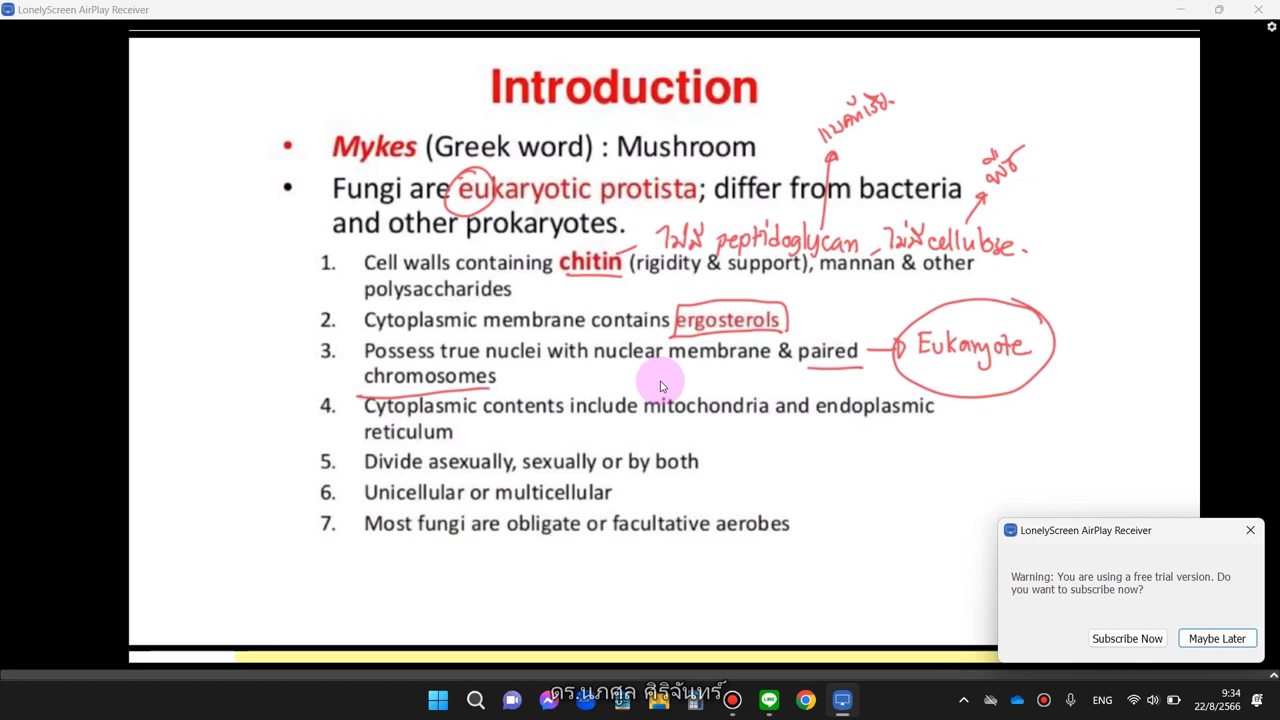 LonelyScreen AirPlay Receiver
Introduction
แบคทีเรีย
• Mykes (Greek word) : Mushroom
พืช
• Fungi are eukaryotic protista; differ from bacteria
and other prokaryotes.
ไม่มี peptidoglycan, ไม่มี cellulose.
1. Cell walls containing chitin (rigidity & support), mannan & other
polysaccharides
2. Cytoplasmic membrane contains ergosterols
3. Possess true nuclei with nuclear membrane & paired → Eukaryote
chromosomes
4. Cytoplasmic contents include mitochondria and endoplasmic
reticulum
5. Divide asexually, sexually or by both
6. Unicellular or multicellular
7. Most fungi are obligate or facultative aerobes
LonelyScreen AirPlay Receiver
Warning: You are using a free trial version. Do
you want to subscribe now?
Subscribe Now Maybe Later
ดร.นภศูล ศิริจันทร์
ENG
9:34
22/8/2566